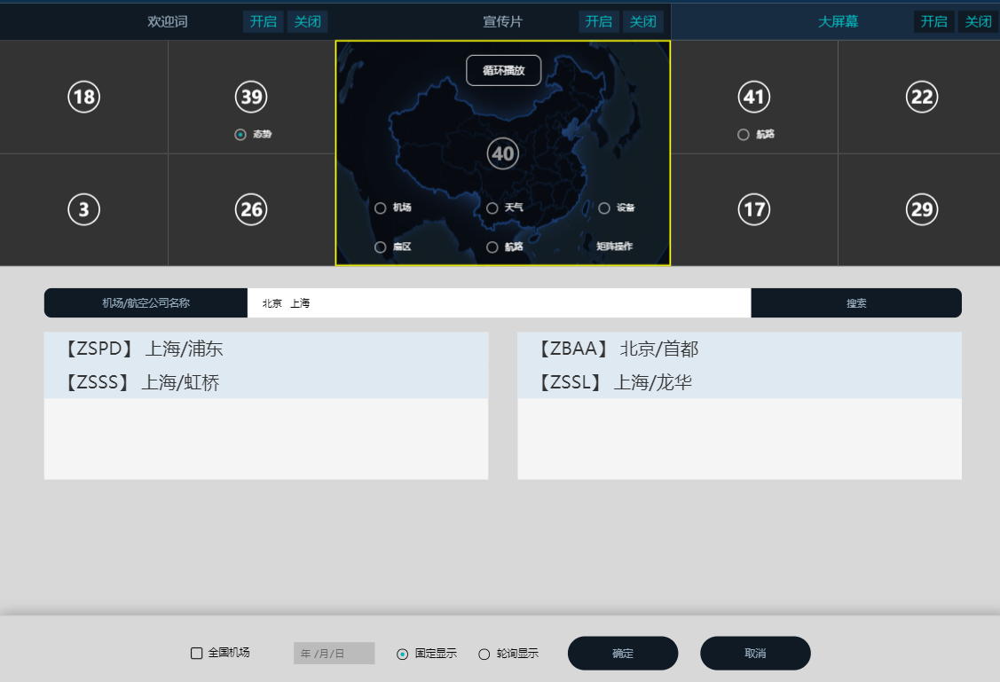 欢迎词 开启 关闭 宣传片 开启 关闭 大屏幕 开启 关闭
循环播放
18 39 41 22
态势 航路
40
3 26 17 29
机场 天气 设备
扇区 航路 矩阵操作
机场/航空公司名称 北京 上海 搜索
【ZSPD】 上海/浦东 【ZBAA】 北京/首都
【ZSSS】 上海/虹桥 【ZSSL】 上海/龙华
全国机场 年 /月/日 固定显示 轮询显示 确定 取消